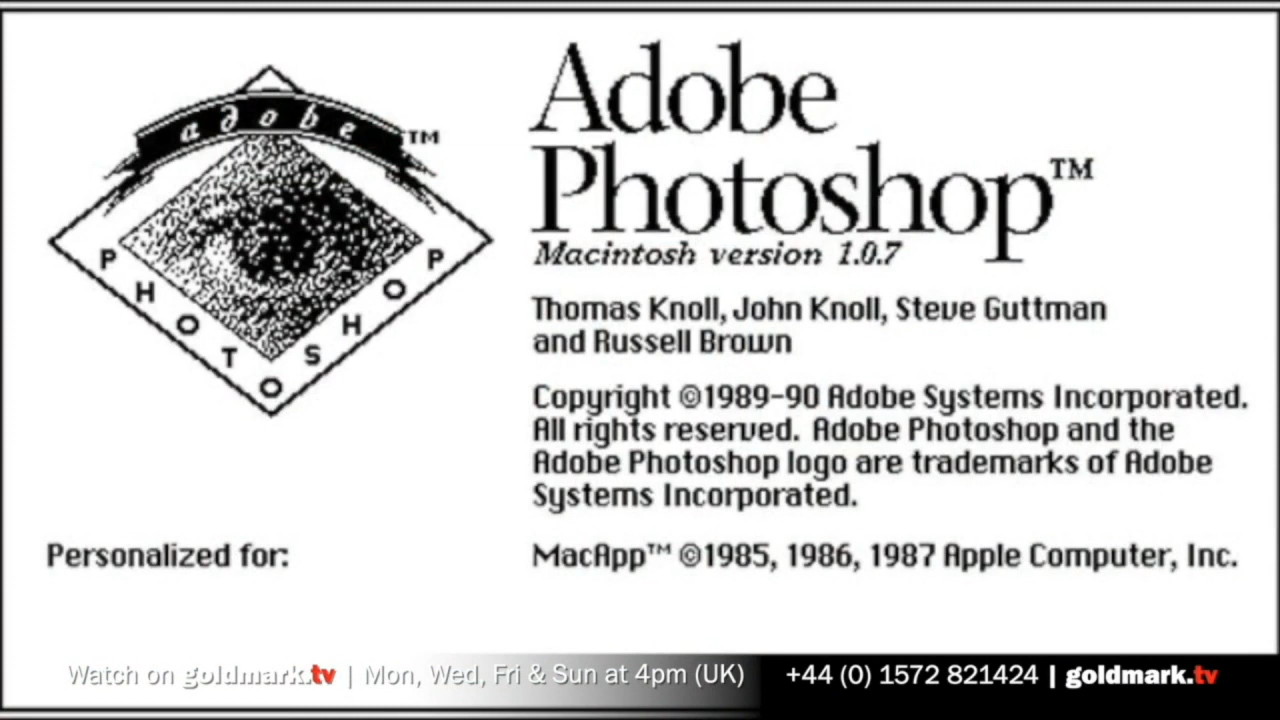 adobe™
PHOTOSHOP
Adobe
Photoshop™
Macintosh version 1.0.7
Thomas Knoll, John Knoll, Steve Guttman
and Russell Brown
Copyright ©1989-90 Adobe Systems Incorporated.
All rights reserved. Adobe Photoshop and the
Adobe Photoshop logo are trademarks of Adobe
Systems Incorporated.
Personalized for:
MacApp™ ©1985, 1986, 1987 Apple Computer, Inc.
Watch on goldmark.tv | Mon, Wed, Fri & Sun at 4pm (UK)
+44 (0) 1572 821424 | goldmark.tv